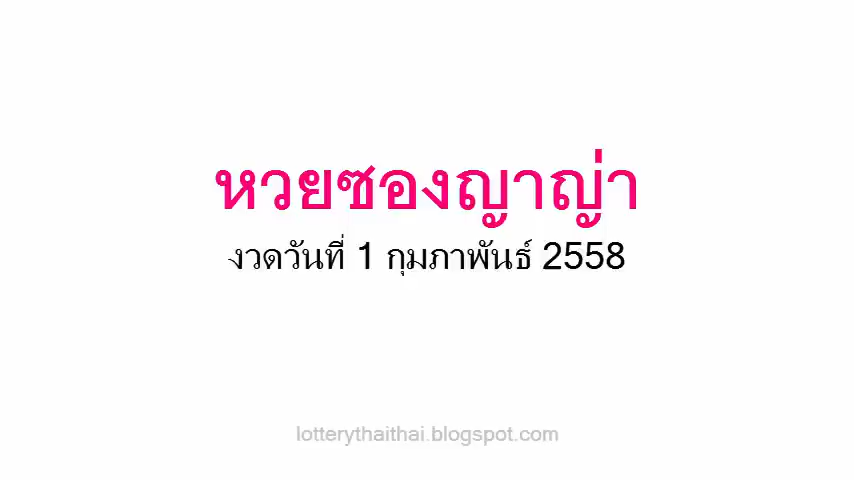 หวยซองญาญ่า
งวดวันที่ 1 กุมภาพันธ์ 2558
lotterythaithai.blogspot.com